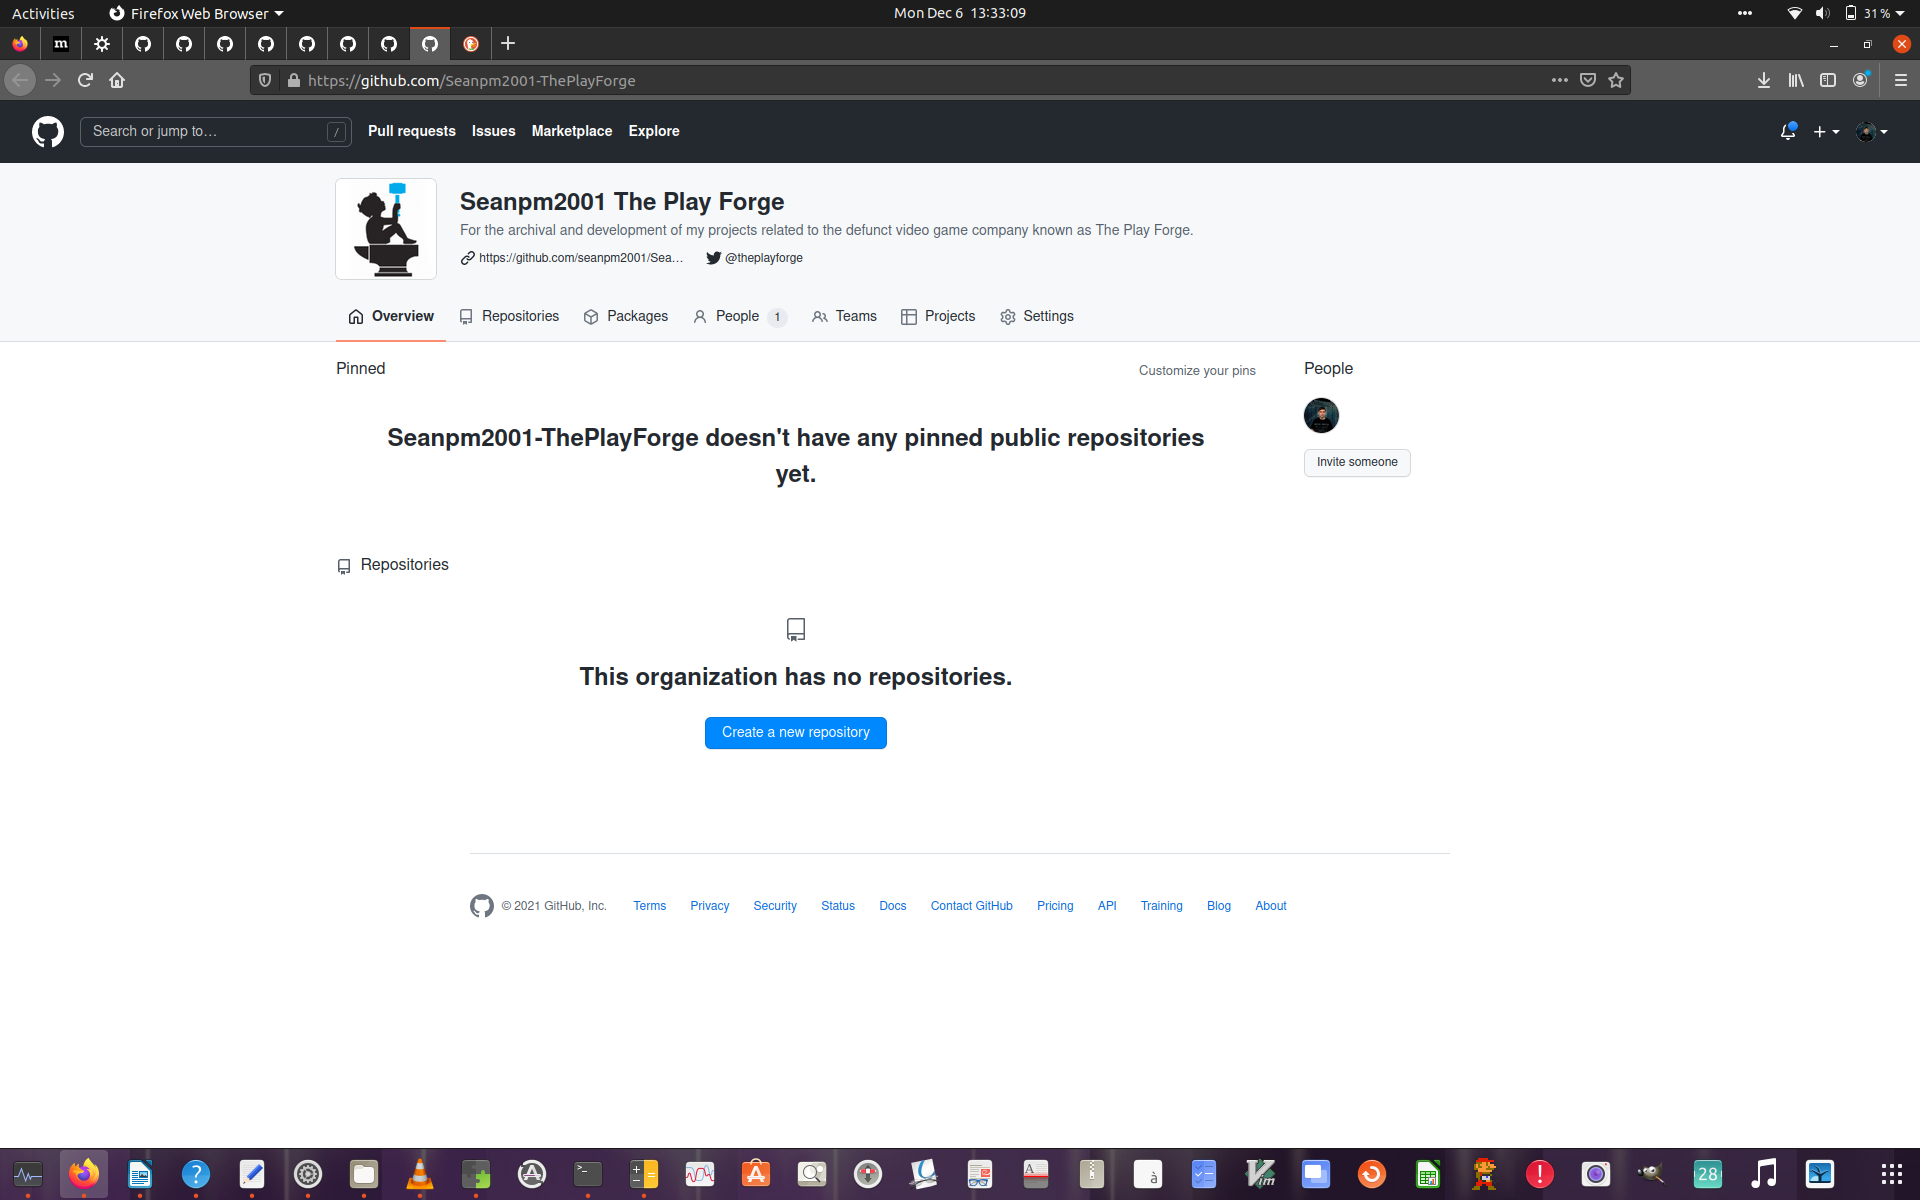 Activities Firefox Web Browser Mon Dec 6 13:33:09 31 %
m
https://github.com/Seanpm2001-ThePlayForge
Search or jump to… / Pull requests Issues Marketplace Explore
Seanpm2001 The Play Forge
For the archival and development of my projects related to the defunct video game company known as The Play Forge.
https://github.com/seanpm2001/Sea… @theplayforge
Overview Repositories Packages People 1 Teams Projects Settings
Pinned Customize your pins People
Seanpm2001-ThePlayForge doesn't have any pinned public repositories
yet.
Invite someone
Repositories
This organization has no repositories.
Create a new repository
© 2021 GitHub, Inc. Terms Privacy Security Status Docs Contact GitHub Pricing API Training Blog About
? >_ A à Vim ! 28